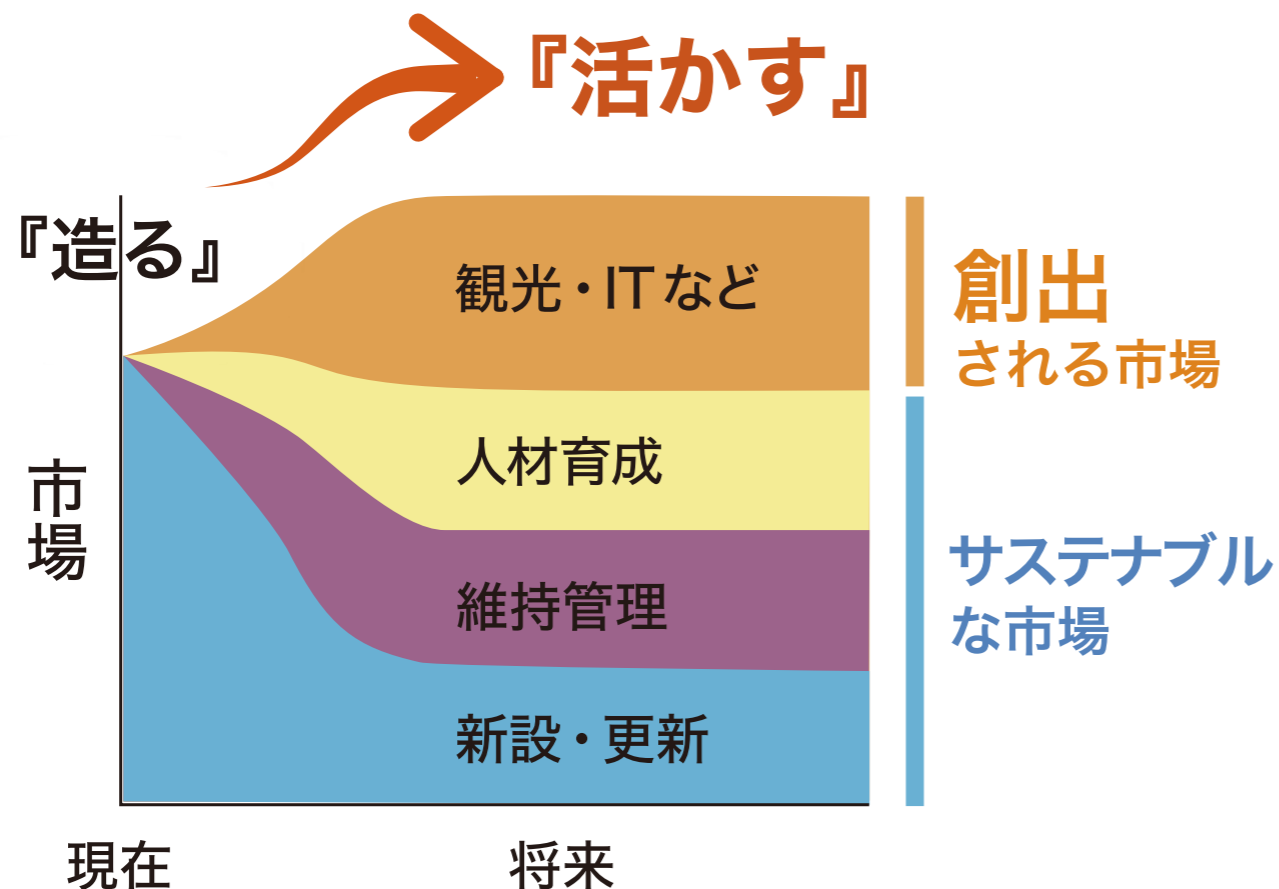 『活かす』
『造る』
観光・ITなど
創出
される市場
人材育成
市場
サステナブル
な市場
維持管理
新設・更新
現在
将来